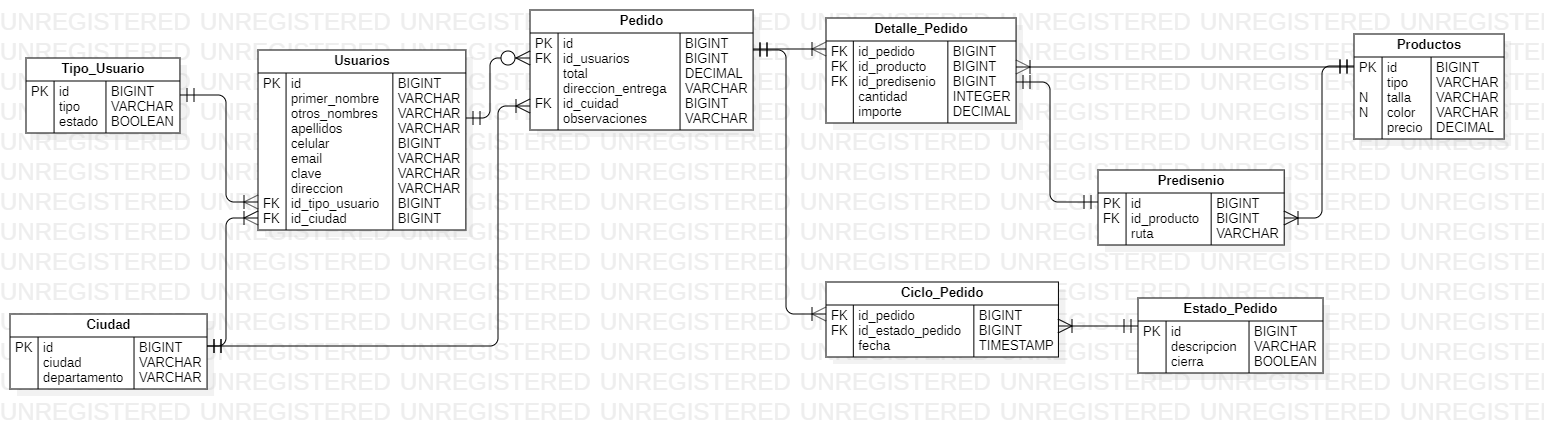 Tipo_Usuario
PK id BIGINT
tipo VARCHAR
estado BOOLEAN
Usuarios
PK id BIGINT
primer_nombre VARCHAR
otros_nombres VARCHAR
apellidos VARCHAR
celular BIGINT
email VARCHAR
clave VARCHAR
direccion VARCHAR
FK id_tipo_usuario BIGINT
FK id_ciudad BIGINT
Ciudad
PK id BIGINT
ciudad VARCHAR
departamento VARCHAR
Pedido
PK id BIGINT
FK id_usuarios BIGINT
total DECIMAL
direccion_entrega VARCHAR
FK id_cuidad BIGINT
observaciones VARCHAR
Detalle_Pedido
FK id_pedido BIGINT
FK id_producto BIGINT
FK id_predisenio BIGINT
cantidad INTEGER
importe DECIMAL
Productos
PK id BIGINT
tipo VARCHAR
N talla VARCHAR
N color VARCHAR
precio DECIMAL
Predisenio
PK id BIGINT
FK id_producto BIGINT
ruta VARCHAR
Ciclo_Pedido
FK id_pedido BIGINT
FK id_estado_pedido BIGINT
fecha TIMESTAMP
Estado_Pedido
PK id BIGINT
descripcion VARCHAR
cierra BOOLEAN
UNREGISTERED UNREGISTERED UNREGISTERED UNREGISTERED UNREGISTERED UNREGISTERED UNREGISTERED